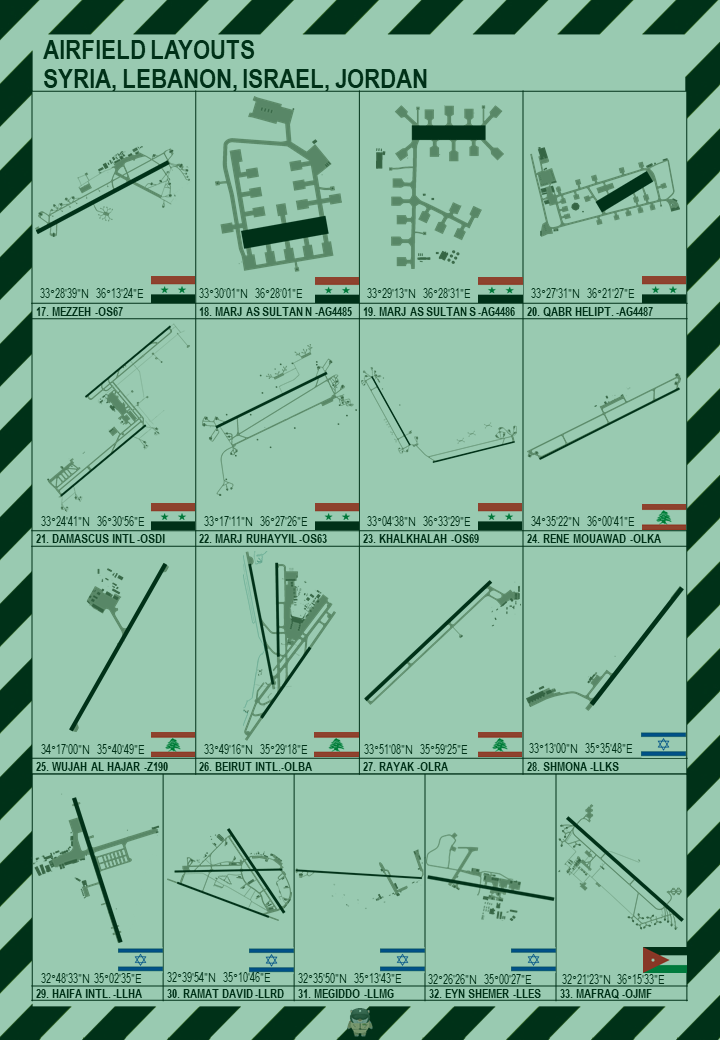 AIRFIELD LAYOUTS
SYRIA, LEBANON, ISRAEL, JORDAN
33°28'39"N 36°13'24"E
33°30'01"N 36°28'01"E
33°29'13"N 36°28'31"E
33°27'31"N 36°21'27"E
17. MEZZEH -OS67
18. MARJ AS SULTAN N -AG4485
19. MARJ AS SULTAN S -AG4486
20. QABR HELIPT. -AG4487
33°24'41"N 36°30'56"E
33°17'11"N 36°27'26"E
33°04'38"N 36°33'29"E
34°35'22"N 36°00'41"E
21. DAMASCUS INTL -OSDI
22. MARJ RUHAYYIL -OS63
23. KHALKHALAH -OS69
24. RENE MOUAWAD -OLKA
34°17'00"N 35°40'49"E
33°49'16"N 35°29'18"E
33°51'08"N 35°59'25"E
33°13'00"N 35°35'48"E
25. WUJAH AL HAJAR -Z190
26. BEIRUT INTL.-OLBA
27. RAYAK -OLRA
28. SHMONA -LLKS
32°48'33"N 35°02'35"E
32°39'54"N 35°10'46"E
32°35'50"N 35°13'43"E
32°26'26"N 35°00'27"E
32°21'23"N 36°15'33"E
29. HAIFA INTL. -LLHA
30. RAMAT DAVID -LLRD
31. MEGIDDO -LLMG
32. EYN SHEMER -LLES
33. MAFRAQ -OJMF